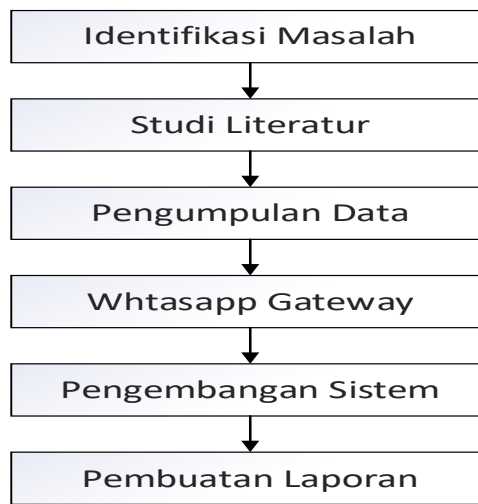 Identifikasi Masalah
Studi Literatur
Pengumpulan Data
Whtasapp Gateway
Pengembangan Sistem
Pembuatan Laporan